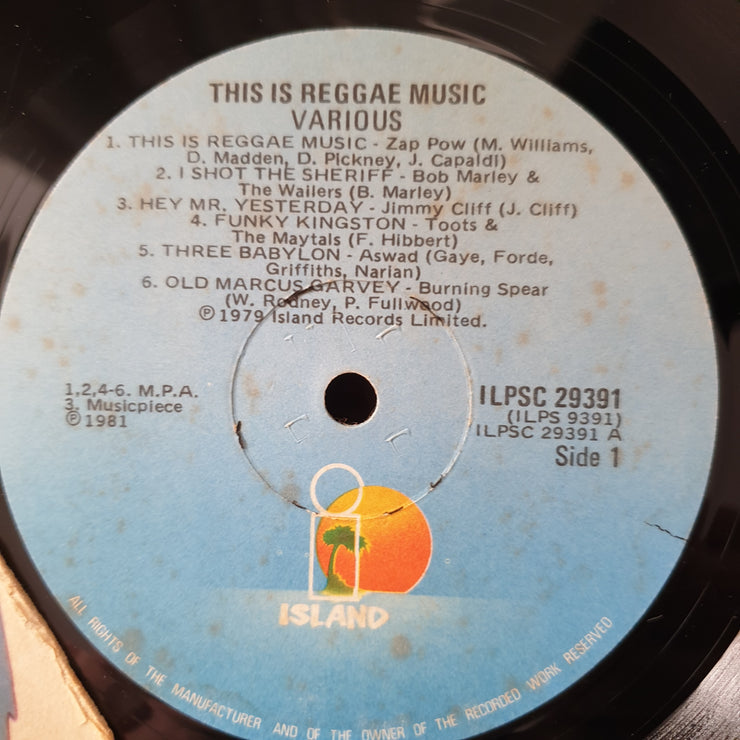 THIS IS REGGAE MUSIC
VARIOUS
1. THIS IS REGGAE MUSIC - Zap Pow (M. Williams,
D. Madden, D. Pickney, J. Capaldi)
2. I SHOT THE SHERIFF - Bob Marley &
The Wailers (B. Marley)
3. HEY MR. YESTERDAY - Jimmy Cliff (J. Cliff)
4. FUNKY KINGSTON - Toots &
The Maytals (F. Hibbert)
5. THREE BABYLON - Aswad (Gaye, Forde,
Griffiths, Narian)
6. OLD MARCUS GARVEY - Burning Spear
(W. Rodney, P. Fullwood)
℗ 1979 Island Records Limited.
1,2,4-6. M.P.A.
3. Musicpiece
℗ 1981
ILPSC 29391
(ILPS 9391)
ILPSC 29391 A
Side 1
i
ISLAND
ALL RIGHTS OF THE MANUFACTURER AND OF THE OWNER OF THE RECORDED WORK RESERVED